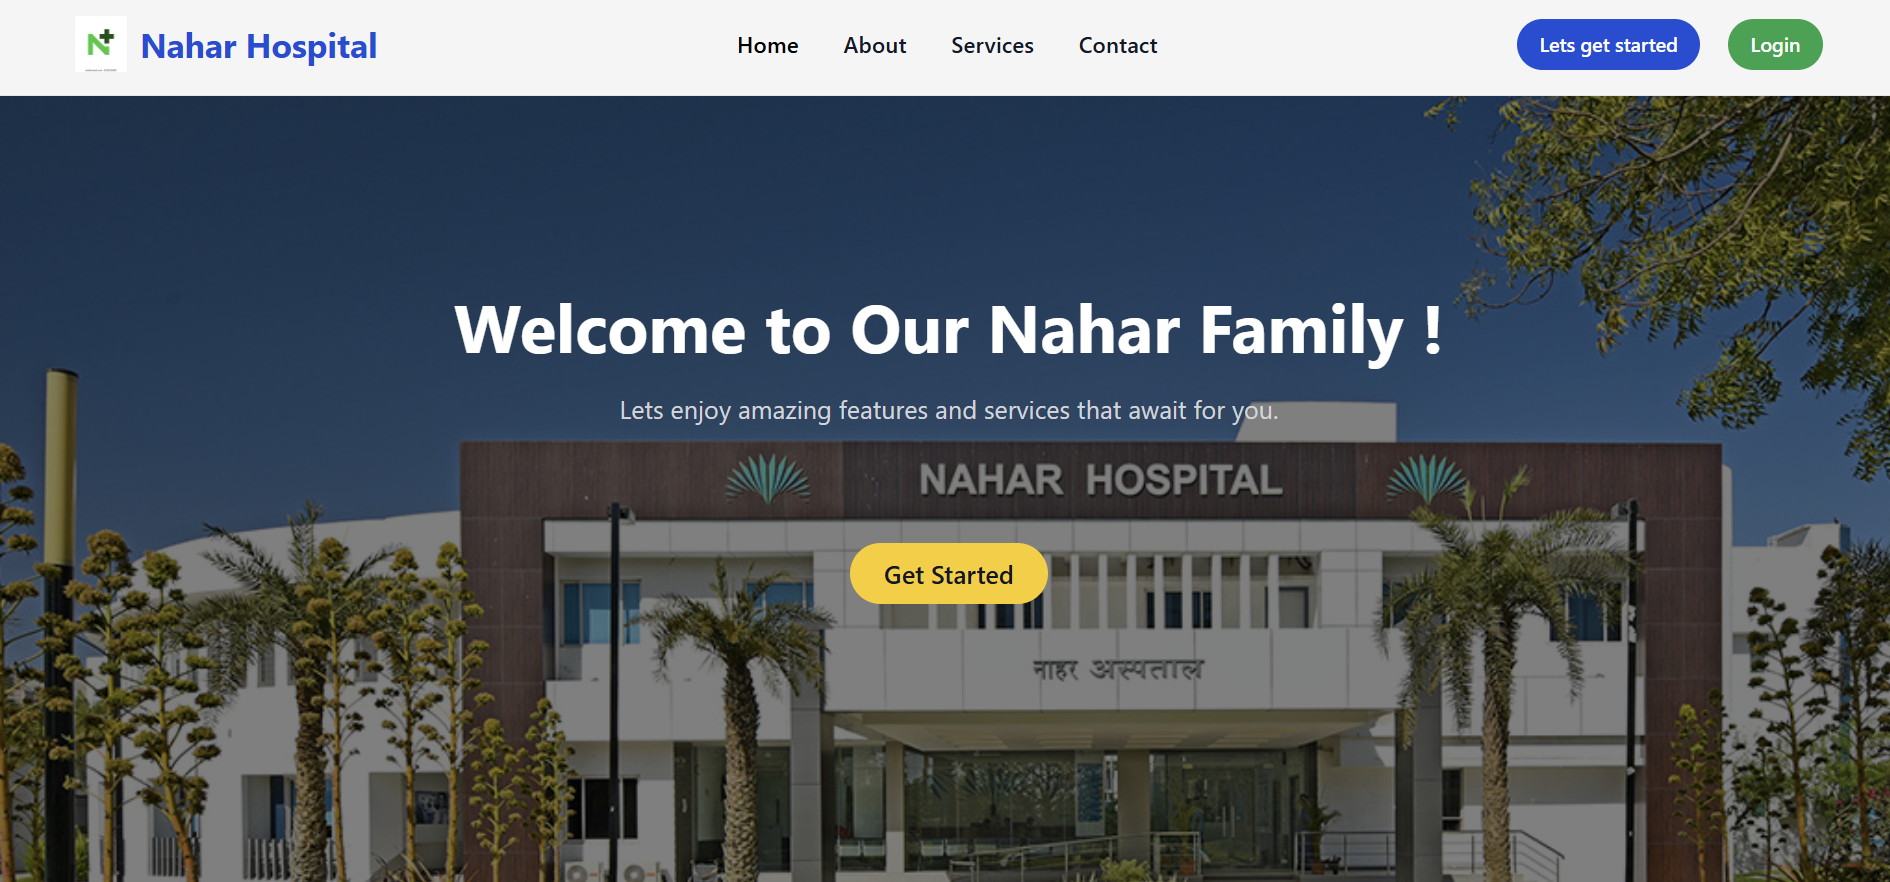 Nahar Hospital
Home About Services Contact
Lets get started
Login
Welcome to Our Nahar Family !
Lets enjoy amazing features and services that await for you.
NAHAR HOSPITAL
Get Started
नाहर अस्पताल